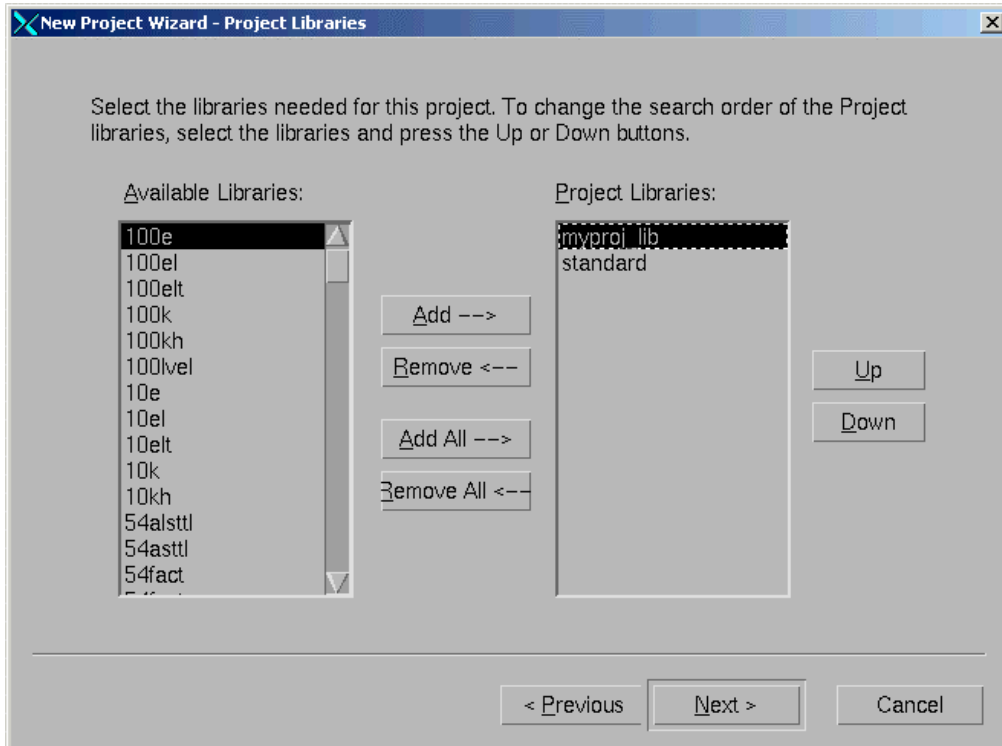 New Project Wizard - Project Libraries
Select the libraries needed for this project. To change the search order of the Project
libraries, select the libraries and press the Up or Down buttons.
Available Libraries:
100e
100el
100elt
100k
100kh
100lvel
10e
10el
10elt
10k
10kh
54alsttl
54asttl
54fact
Add -->
Remove <--
Add All -->
Remove All <--
Project Libraries:
myproj_lib
standard
Up
Down
< Previous
Next >
Cancel